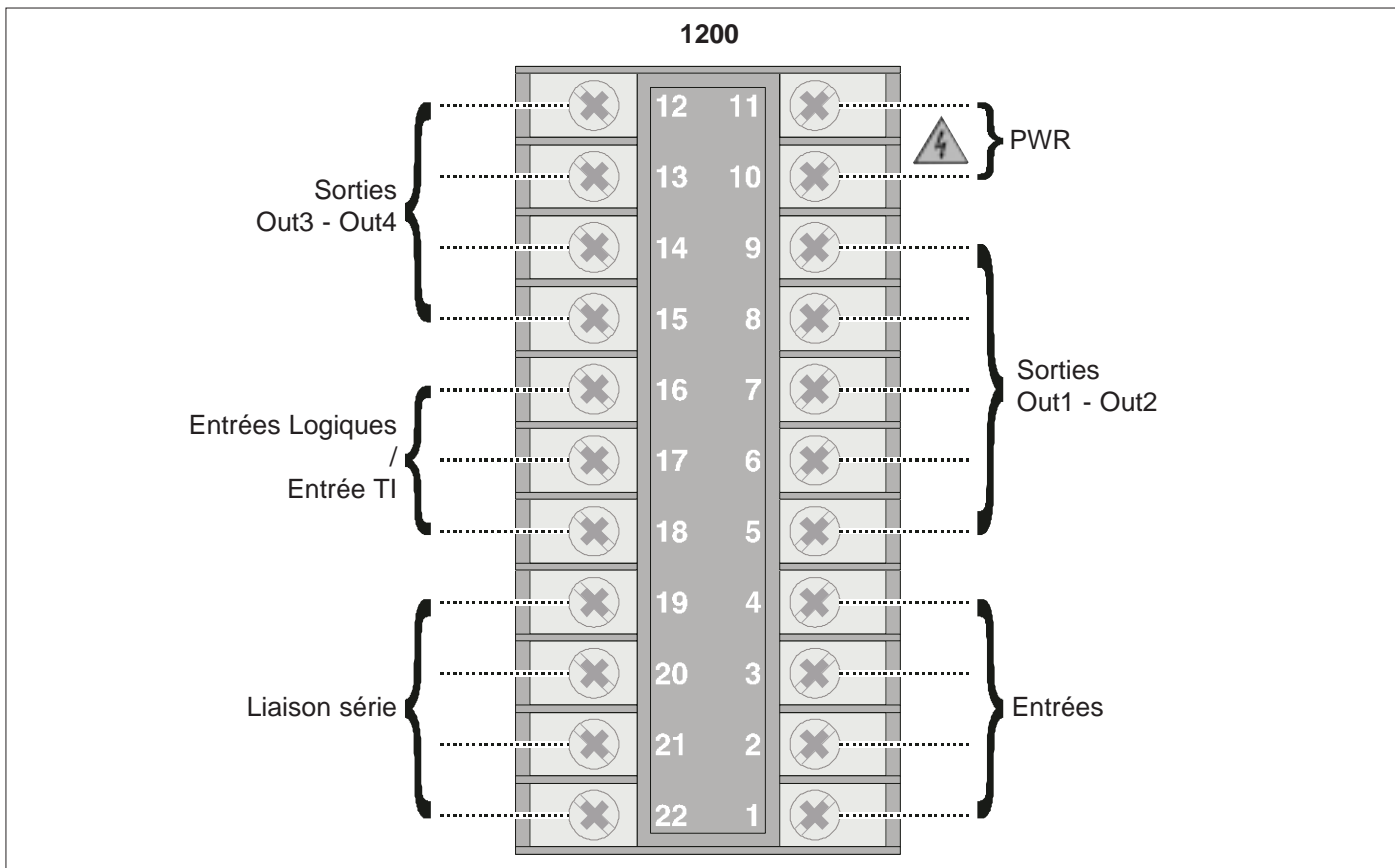 1200
12 11
PWR
13 10
Sorties
Out3 - Out4
14 9
15 8
Sorties
Out1 - Out2
16 7
Entrées Logiques
/
Entrée TI
17 6
18 5
19 4
20 3
Liaison série
Entrées
21 2
22 1